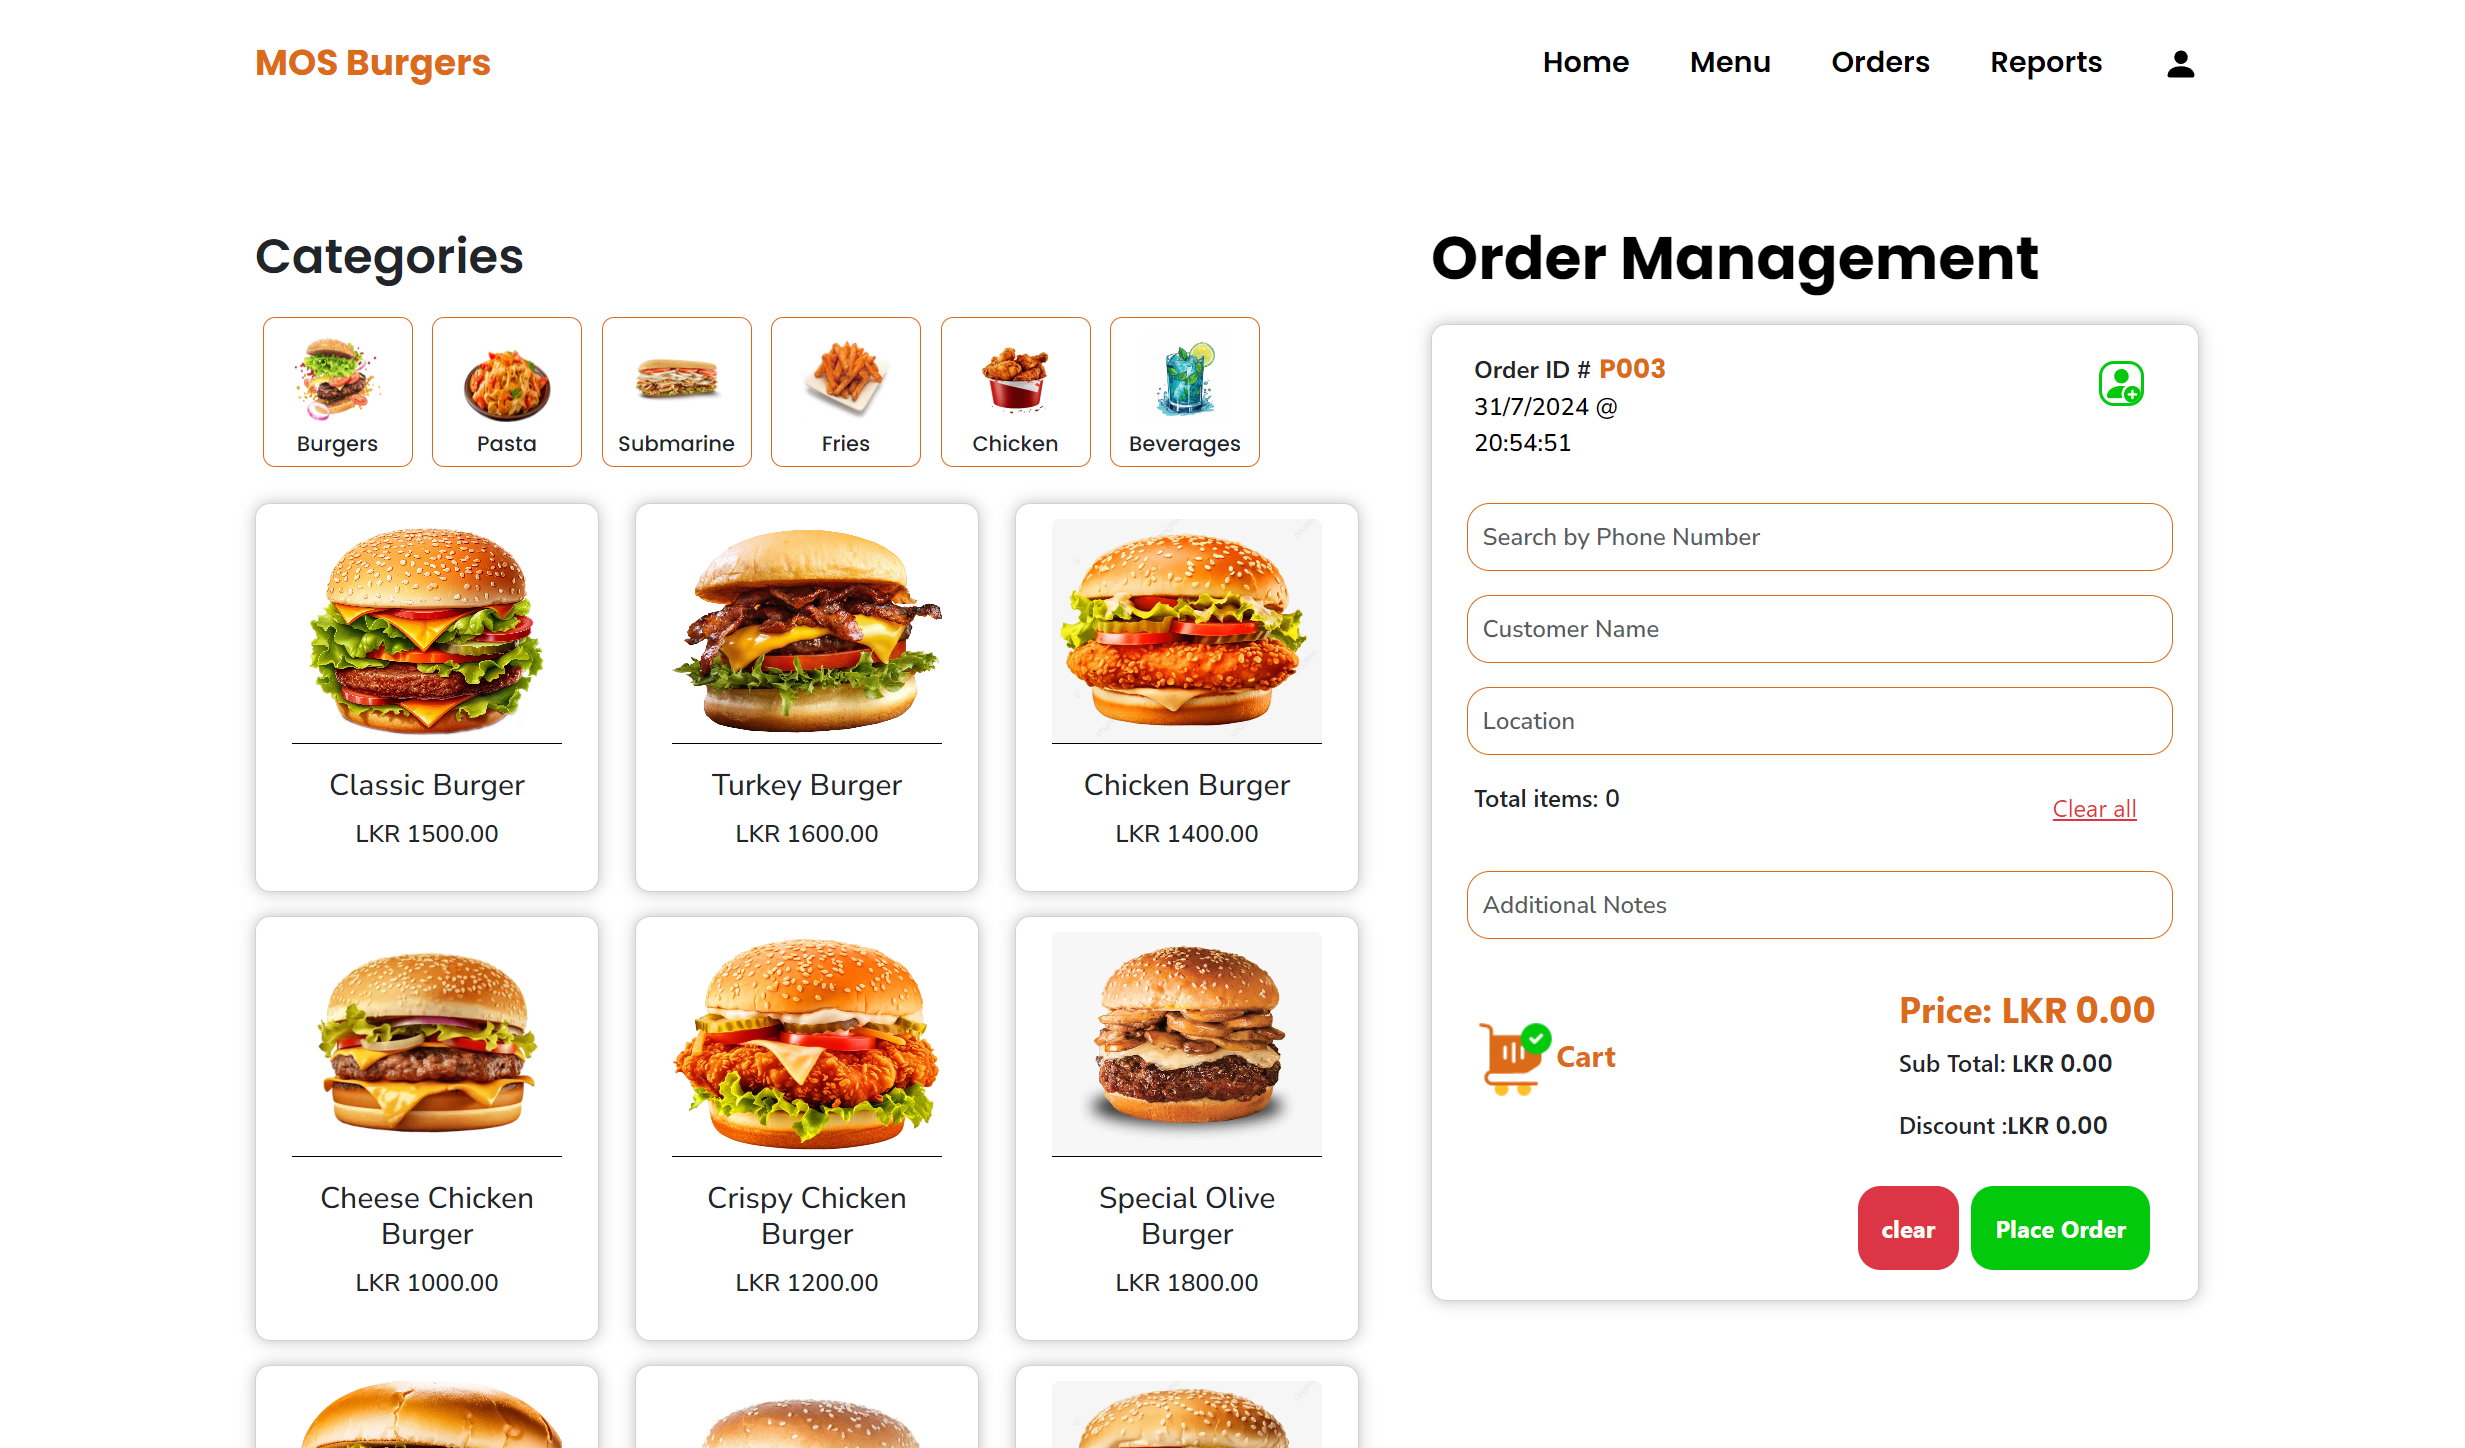 MOS Burgers
Home
Menu
Orders
Reports
Categories
Burgers
Pasta
Submarine
Fries
Chicken
Beverages
Classic Burger
LKR 1500.00
Turkey Burger
LKR 1600.00
Chicken Burger
LKR 1400.00
Cheese Chicken
Burger
LKR 1000.00
Crispy Chicken
Burger
LKR 1200.00
Special Olive
Burger
LKR 1800.00
Order Management
Order ID # P003
31/7/2024 @
20:54:51
Search by Phone Number
Customer Name
Location
Total items: 0
Clear all
Additional Notes
Cart
Price: LKR 0.00
Sub Total: LKR 0.00
Discount :LKR 0.00
clear
Place Order